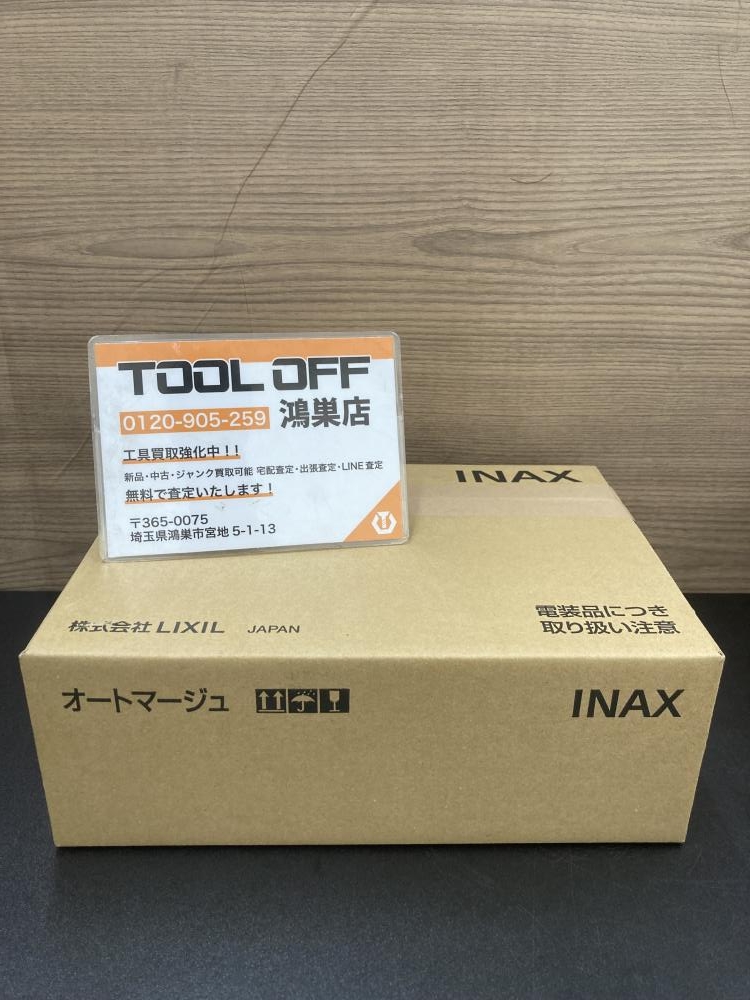 TOOL OFF
0120-905-259 鴻巣店
工具買取強化中！！
新品・中古・ジャンク買取可能 宅配査定・出張査定・LINE査定
無料で査定いたします！
〒365-0075
埼玉県鴻巣市宮地 5-1-13
INAX
株式会社 LIXIL JAPAN
電装品につき
取り扱い注意
オートマージュ
INAX